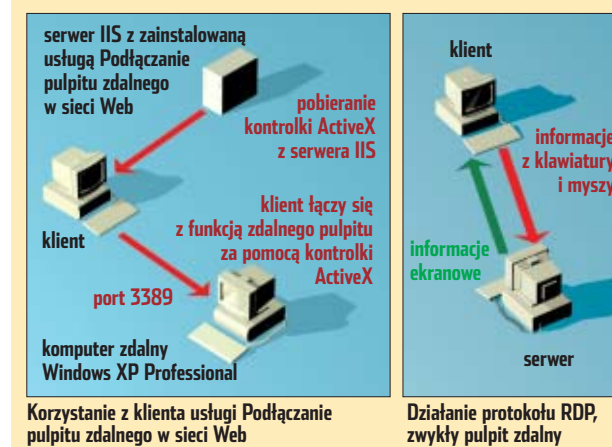 serwer IIS z zainstalowaną
usługą Podłączanie
pulpitu zdalnego
w sieci Web
pobieranie
kontrolki ActiveX
z serwera IIS
klient
klient łączy się
z funkcją zdalnego pulpitu
za pomocą kontrolki
ActiveX
port 3389
komputer zdalny
Windows XP Professional
Korzystanie z klienta usługi Podłączanie
pulpitu zdalnego w sieci Web
klient
informacje
z klawiatury
i myszy
informacje
ekranowe
serwer
Działanie protokołu RDP,
zwykły pulpit zdalny